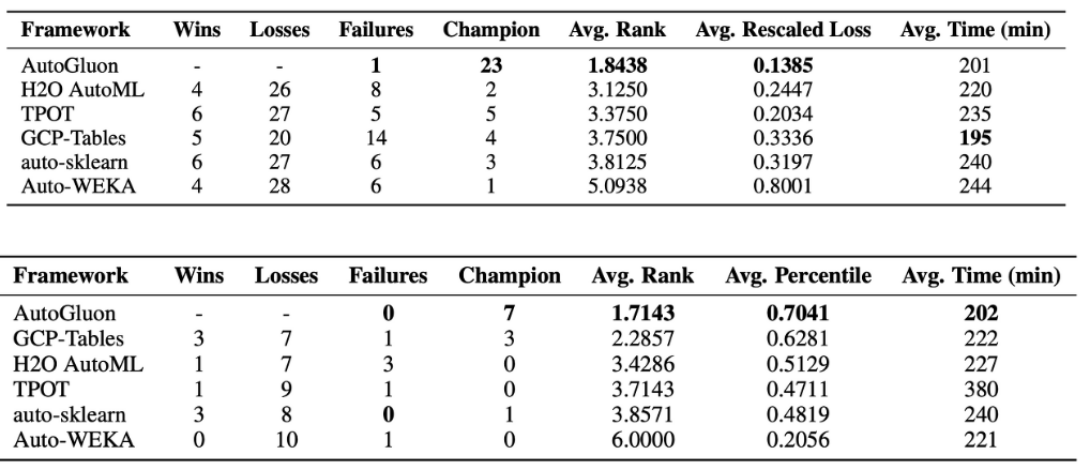 Framework Wins Losses Failures Champion Avg. Rank Avg. Rescaled Loss Avg. Time (min)
AutoGluon - - 1 23 1.8438 0.1385 201
H2O AutoML 4 26 8 2 3.1250 0.2447 220
TPOT 6 27 5 5 3.3750 0.2034 235
GCP-Tables 5 20 14 4 3.7500 0.3336 195
auto-sklearn 6 27 6 3 3.8125 0.3197 240
Auto-WEKA 4 28 6 1 5.0938 0.8001 244
Framework Wins Losses Failures Champion Avg. Rank Avg. Percentile Avg. Time (min)
AutoGluon - - 0 7 1.7143 0.7041 202
GCP-Tables 3 7 1 3 2.2857 0.6281 222
H2O AutoML 1 7 3 0 3.4286 0.5129 227
TPOT 1 9 1 0 3.7143 0.4711 380
auto-sklearn 3 8 0 1 3.8571 0.4819 240
Auto-WEKA 0 10 1 0 6.0000 0.2056 221